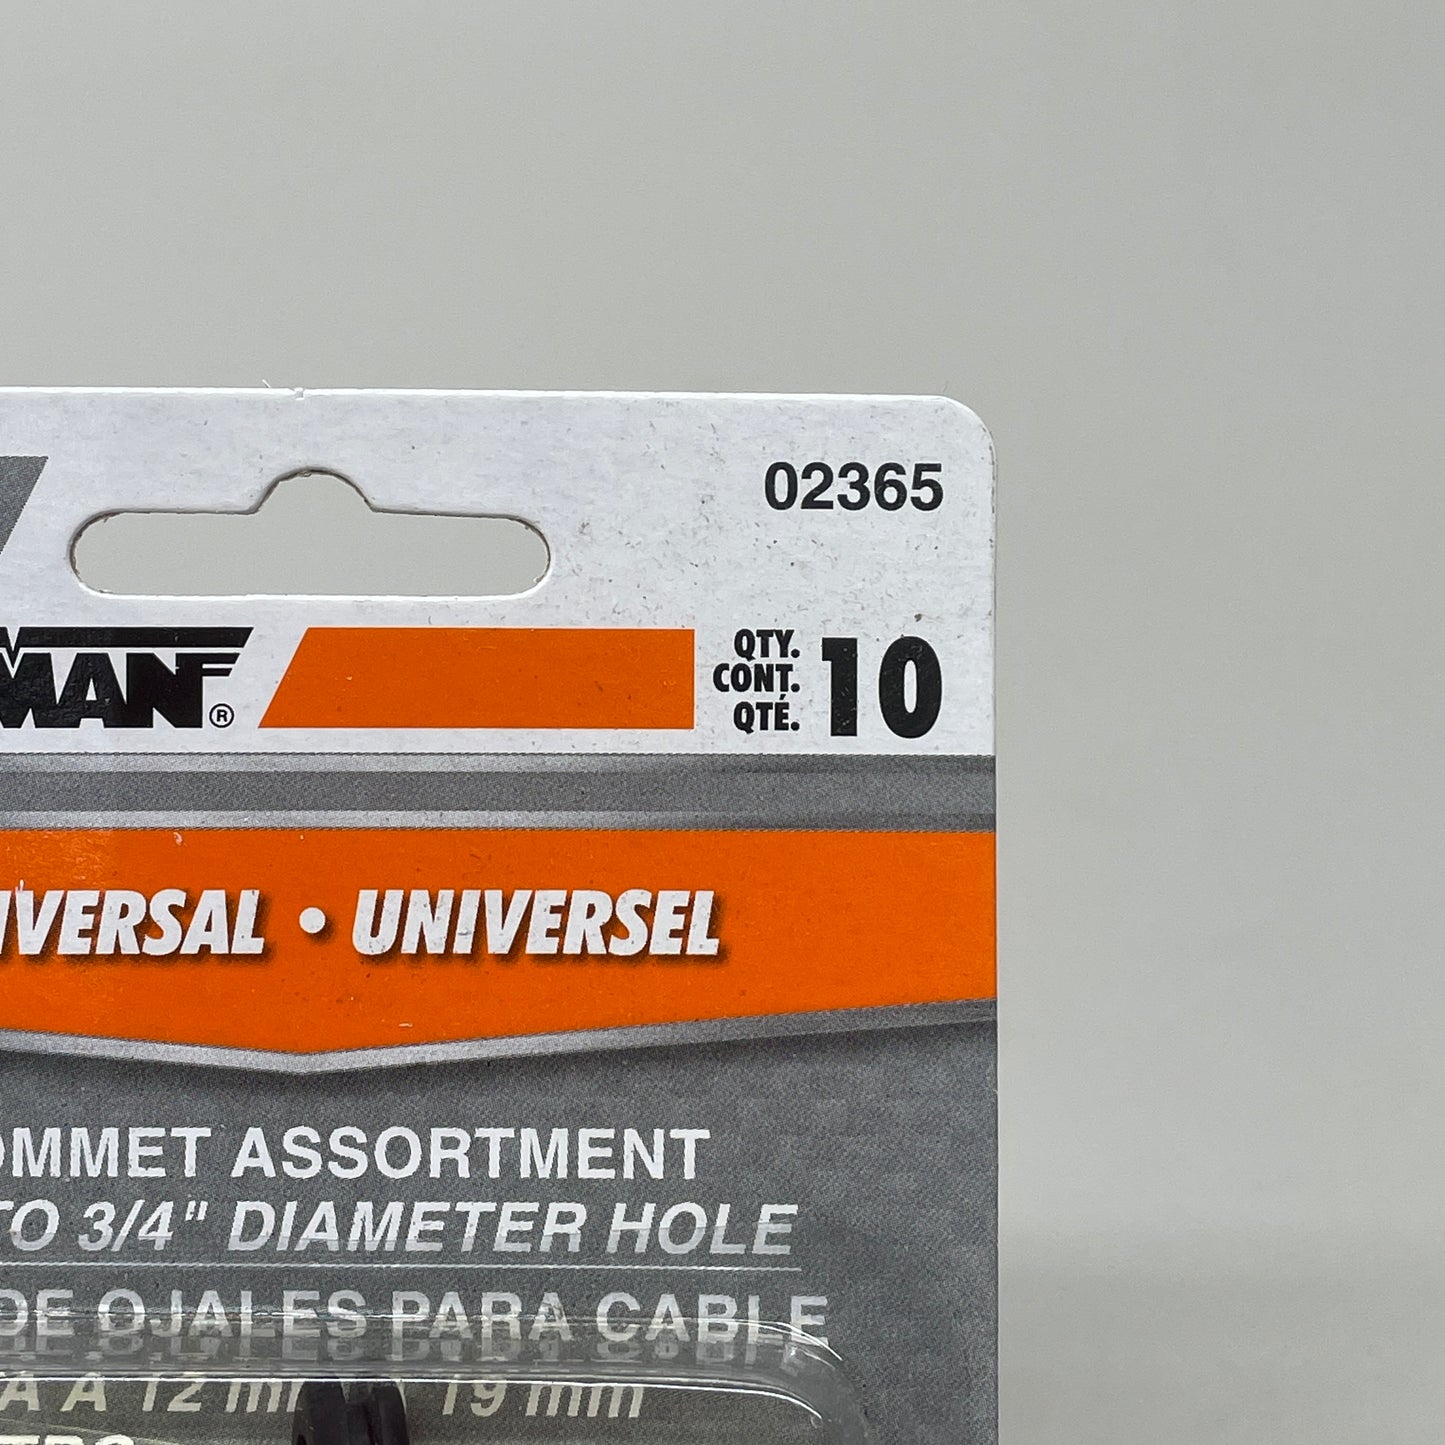 02365
MAN®
QTY.
CONT.
QTÉ.
10
IVERSAL • UNIVERSEL
OMMET ASSORTMENT
TO 3/4" DIAMETER HOLE
DE OJALES PARA CABLE
A A 12 m 19 mm